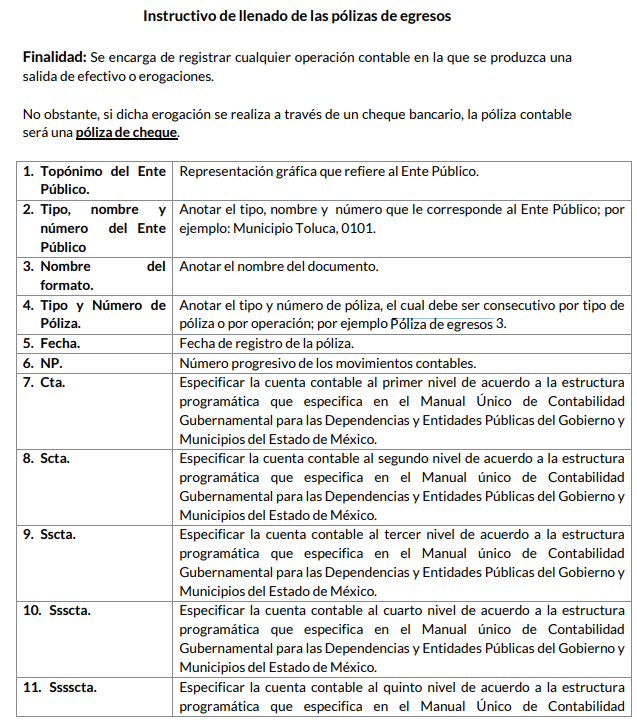 Instructivo de llenado de las pólizas de egresos
Finalidad: Se encarga de registrar cualquier operación contable en la que se produzca una
salida de efectivo o erogaciones.
No obstante, si dicha erogación se realiza a través de un cheque bancario, la póliza contable
será una póliza de cheque.
1. Topónimo del Ente
Público.
Representación gráfica que refiere al Ente Público.
2. Tipo, nombre y
número del Ente
Público
Anotar el tipo, nombre y número que le corresponde al Ente Público; por
ejemplo: Municipio Toluca, 0101.
3. Nombre del
formato.
Anotar el nombre del documento.
4. Tipo y Número de
Póliza.
Anotar el tipo y número de póliza, el cual debe ser consecutivo por tipo de
póliza o por operación; por ejemplo Póliza de egresos 3.
5. Fecha.
Fecha de registro de la póliza.
6. NP.
Número progresivo de los movimientos contables.
7. Cta.
Especificar la cuenta contable al primer nivel de acuerdo a la estructura
programática que especifica en el Manual Único de Contabilidad
Gubernamental para las Dependencias y Entidades Públicas del Gobierno y
Municipios del Estado de México.
8. Scta.
Especificar la cuenta contable al segundo nivel de acuerdo a la estructura
programática que especifica en el Manual único de Contabilidad
Gubernamental para las Dependencias y Entidades Públicas del Gobierno y
Municipios del Estado de México.
9. Sscta.
Especificar la cuenta contable al tercer nivel de acuerdo a la estructura
programática que especifica en el Manual único de Contabilidad
Gubernamental para las Dependencias y Entidades Públicas del Gobierno y
Municipios del Estado de México.
10. Ssscta.
Especificar la cuenta contable al cuarto nivel de acuerdo a la estructura
programática que especifica en el Manual único de Contabilidad
Gubernamental para las Dependencias y Entidades Públicas del Gobierno y
Municipios del Estado de México.
11. Sssscta.
Especificar la cuenta contable al quinto nivel de acuerdo a la estructura
programática que especifica en el Manual Único de Contabilidad